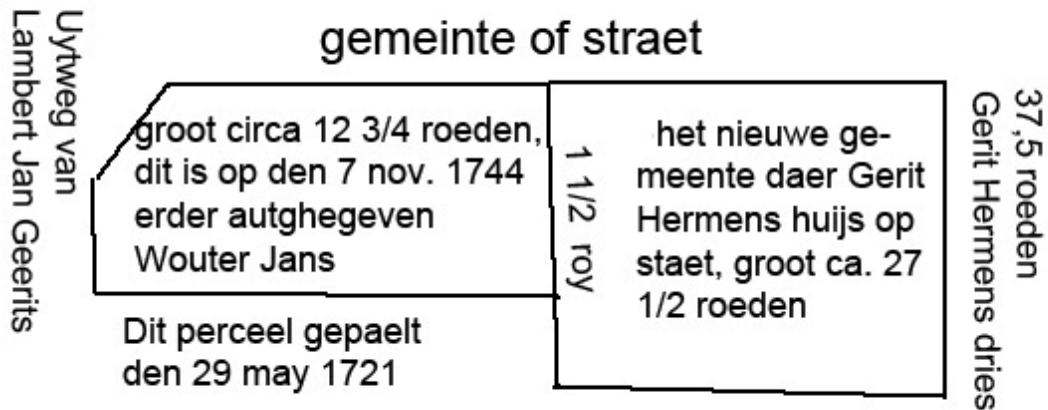 gemeinte of straet
Uytweg van
Lambert Jan Geerits
groot circa 12 3/4 roeden,
dit is op den 7 nov. 1744
erder autghegeven
Wouter Jans
1 1/2 roy
het nieuwe ge-
meente daer Gerit
Hermens huijs op
staet, groot ca. 27
1/2 roeden
37,5 roeden
Gerit Hermens dries
Dit perceel gepaelt
den 29 may 1721